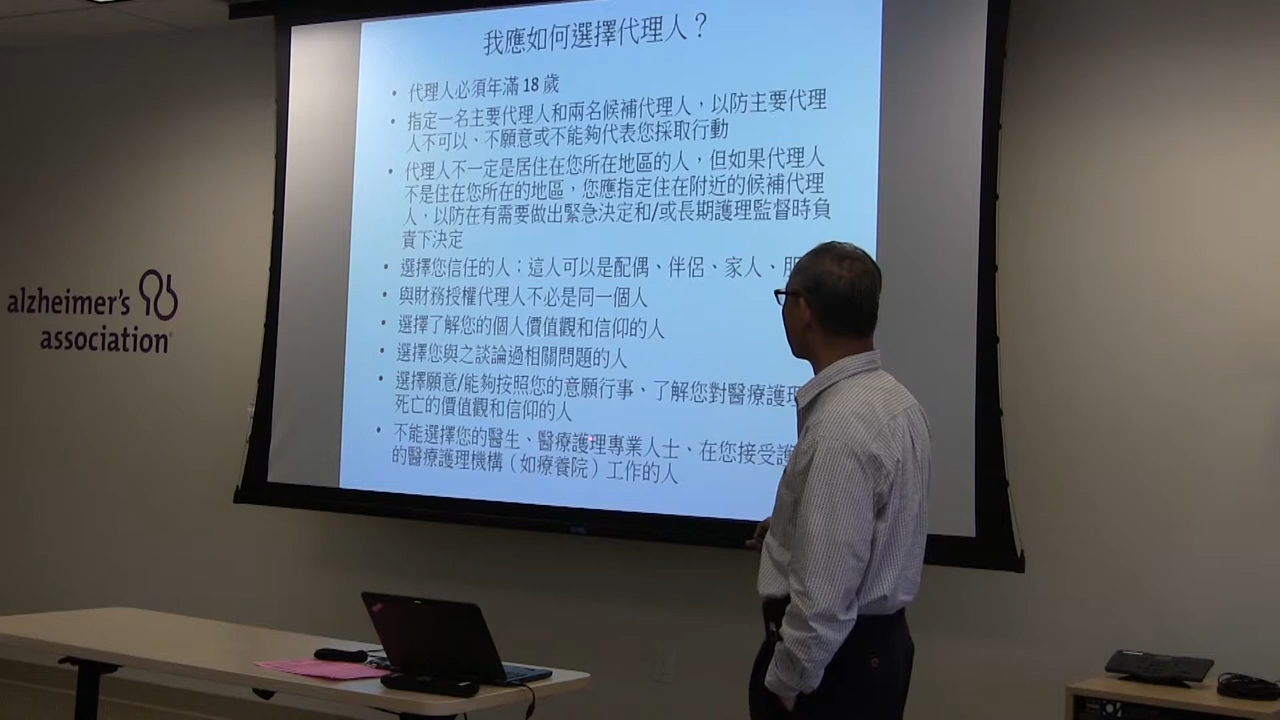 我應如何選擇代理人？
• 代理人必須年滿 18 歲
• 指定一名主要代理人和兩名候補代理人，以防主要代理
人不可以、不願意或不能夠代表您採取行動
• 代理人不一定是居住在您所在地區的人，但如果代理人
不是住在您所在的地區，您應指定住在附近的候補代理
人，以防在有需要做出緊急決定和/或長期護理監督時負
責下決定
• 選擇您信任的人；這人可以是配偶、伴侶、家人、朋
• 與財務授權代理人不必是同一個人
• 選擇了解您的個人價值觀和信仰的人
• 選擇您與之談論過相關問題的人
• 選擇願意/能夠按照您的意願行事、了解您對醫療護理
死亡的價值觀和信仰的人
• 不能選擇您的醫生、醫療護理專業人士、在您接受護
的醫療護理機構（如療養院）工作的人
alzheimer's
association®